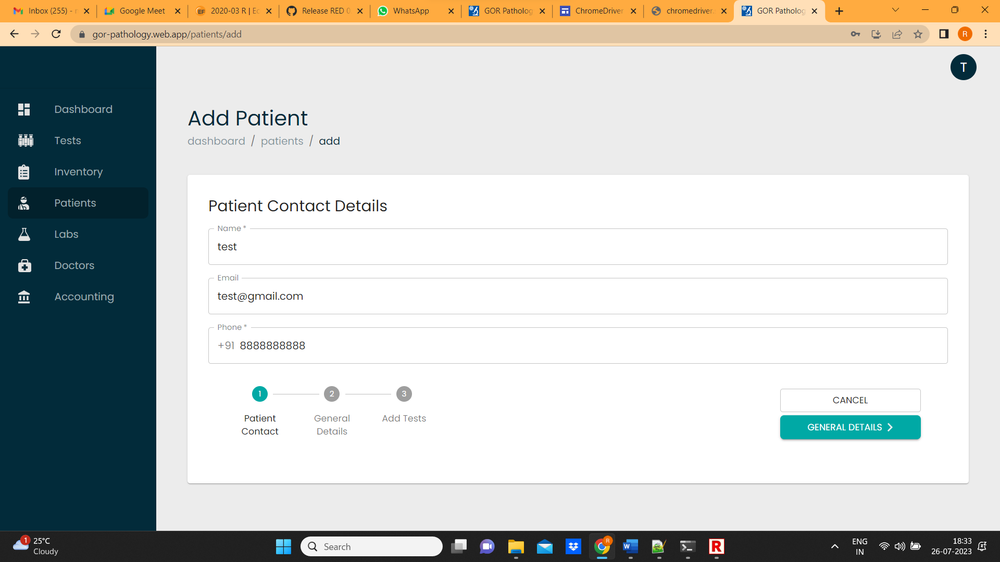 Inbox (255) - r
Google Meet
2020-03 R | Ec
Release RED 0
WhatsApp
GOR Patholog
ChromeDriver
chromedriver.
GOR Patholog
gor-pathology.web.app/patients/add
R
T
Dashboard
Tests
Inventory
Patients
Labs
Doctors
Accounting
Add Patient
dashboard / patients / add
Patient Contact Details
Name *
test
Email
test@gmail.com
Phone *
+91 8888888888
1
2
3
Patient Contact
General Details
Add Tests
CANCEL
GENERAL DETAILS
1
25°C
Cloudy
Search
R
W
R
ENG
IN
18:33
26-07-2023